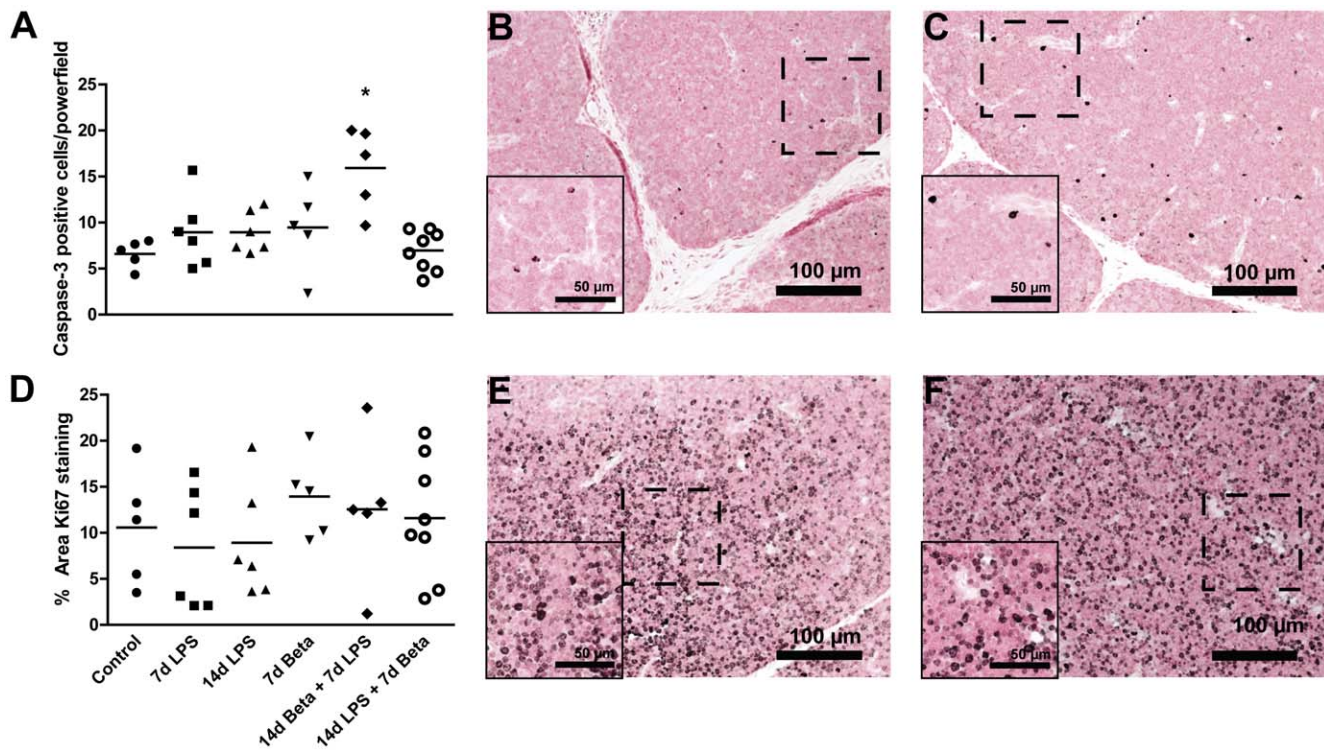 A
Caspase-3 positive cells/powerfield
25
20
15
10
5
0
*
B
50 µm
100 µm
C
50 µm
100 µm
D
% Area Ki67 staining
25
20
15
10
5
0
Control
7d LPS
14d LPS
7d Beta
14d Beta + 7d LPS
14d LPS + 7d Beta
E
50 µm
100 µm
F
50 µm
100 µm